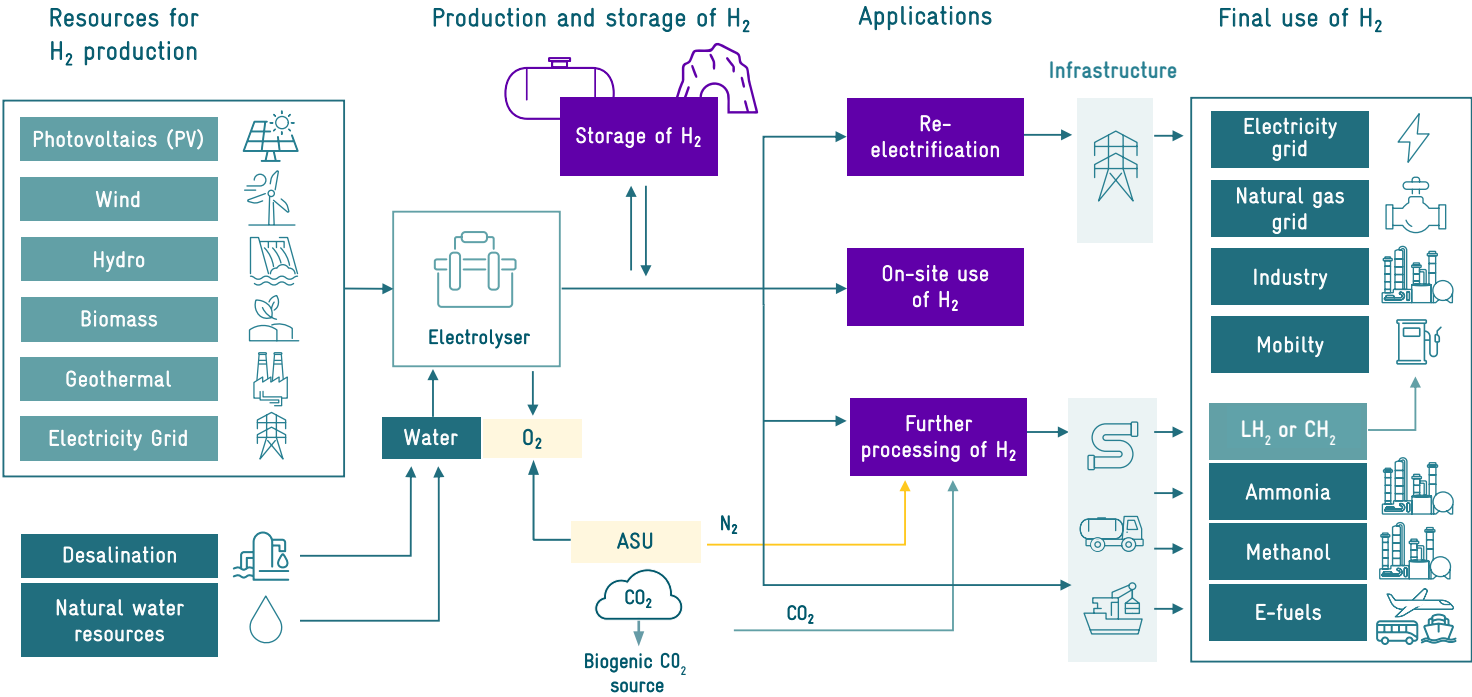 Resources for
H₂ production
Production and storage of H₂
Applications
Final use of H₂
Infrastructure
Photovoltaics (PV)
Wind
Hydro
Biomass
Geothermal
Electricity Grid
Desalination
Natural water
resources
Storage of H₂
Electrolyser
Water
O₂
ASU
N₂
CO₂
CO₂
Biogenic CO₂
source
Re-
electrification
On-site use
of H₂
Further
processing of H₂
Electricity
grid
Natural gas
grid
Industry
Mobilty
LH₂ or CH₂
Ammonia
Methanol
E-fuels